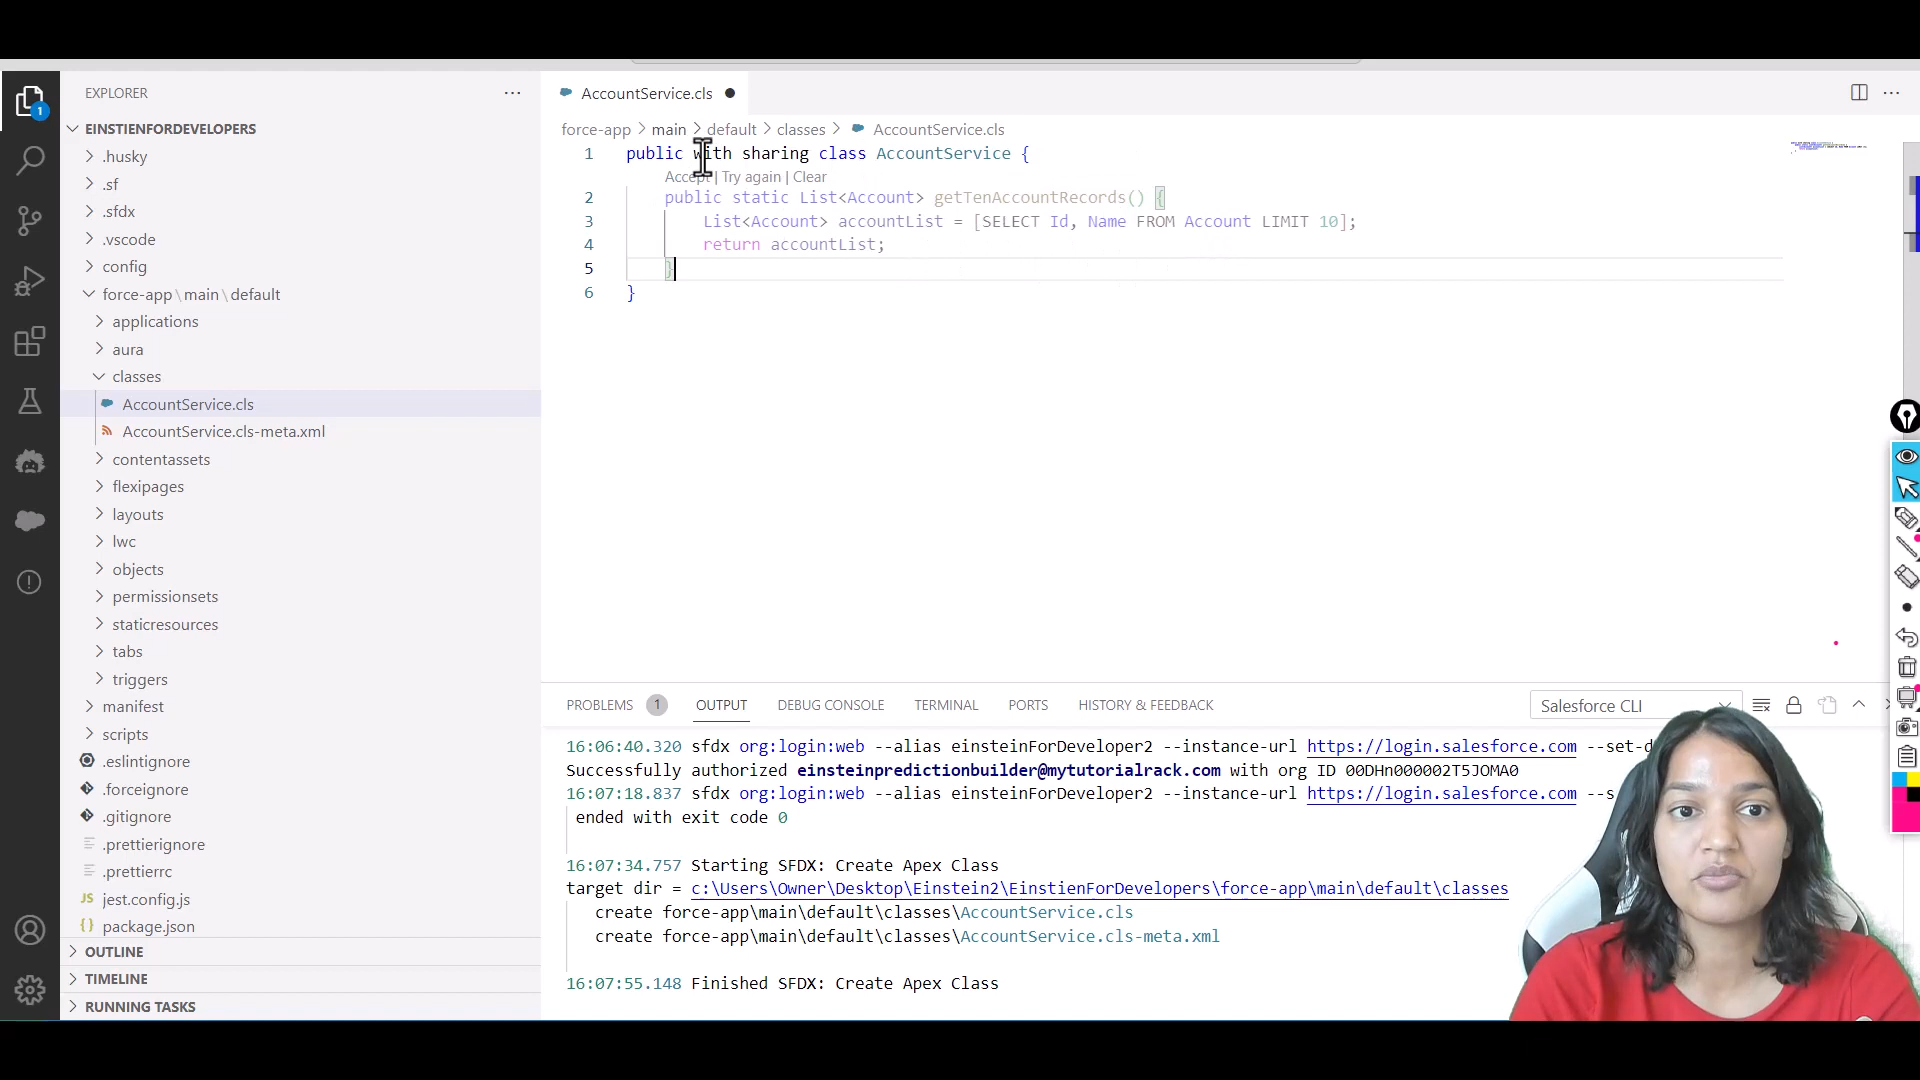 EXPLORER
EINSTIENFORDEVELOPERS
.husky
.sf
.sfdx
.vscode
config
force-app\main\default
applications
aura
classes
AccountService.cls
AccountService.cls-meta.xml
contentassets
flexipages
layouts
lwc
objects
permissionsets
staticresources
tabs
triggers
manifest
scripts
.eslintignore
.forceignore
.gitignore
.prettierignore
.prettierrc
JS jest.config.js
{ } package.json
OUTLINE
TIMELINE
RUNNING TASKS
1
AccountService.cls
force-app > main > default > classes > AccountService.cls
1 public with sharing class AccountService {
Accept | Try again | Clear
2 public static List<Account> getTenAccountRecords() {
3 List<Account> accountList = [SELECT Id, Name FROM Account LIMIT 10];
4 return accountList;
5 }
6 }
PROBLEMS 1 OUTPUT DEBUG CONSOLE TERMINAL PORTS HISTORY & FEEDBACK Salesforce CLI
16:06:40.320 sfdx org:login:web --alias einsteinForDeveloper2 --instance-url https://login.salesforce.com --set-d
Successfully authorized einsteinpredictionbuilder@mytutorialrack.com with org ID 00DHn000002T5JOMA0
16:07:18.837 sfdx org:login:web --alias einsteinForDeveloper2 --instance-url https://login.salesforce.com --s
ended with exit code 0
16:07:34.757 Starting SFDX: Create Apex Class
target dir = c:\Users\Owner\Desktop\Einstein2\EinstienForDevelopers\force-app\main\default\classes
create force-app\main\default\classes\AccountService.cls
create force-app\main\default\classes\AccountService.cls-meta.xml
16:07:55.148 Finished SFDX: Create Apex Class